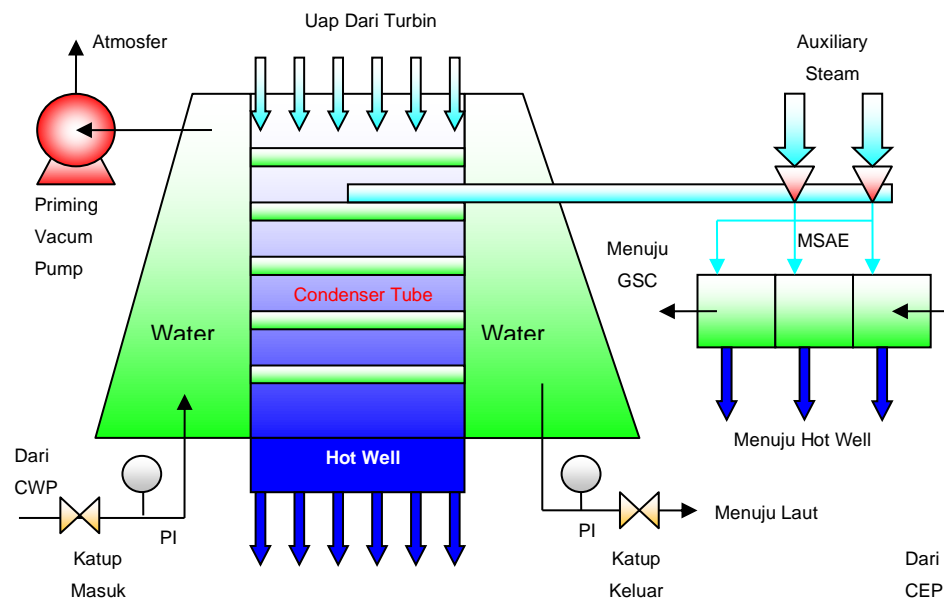 Uap Dari Turbin
Atmosfer
Auxiliary
Steam
Priming
Vacum
Pump
Menuju
GSC
MSAE
Condenser Tube
Water
Water
Menuju Hot Well
Hot Well
Dari
CWP
PI
Katup
Masuk
PI
Menuju Laut
Katup
Keluar
Dari
CEP